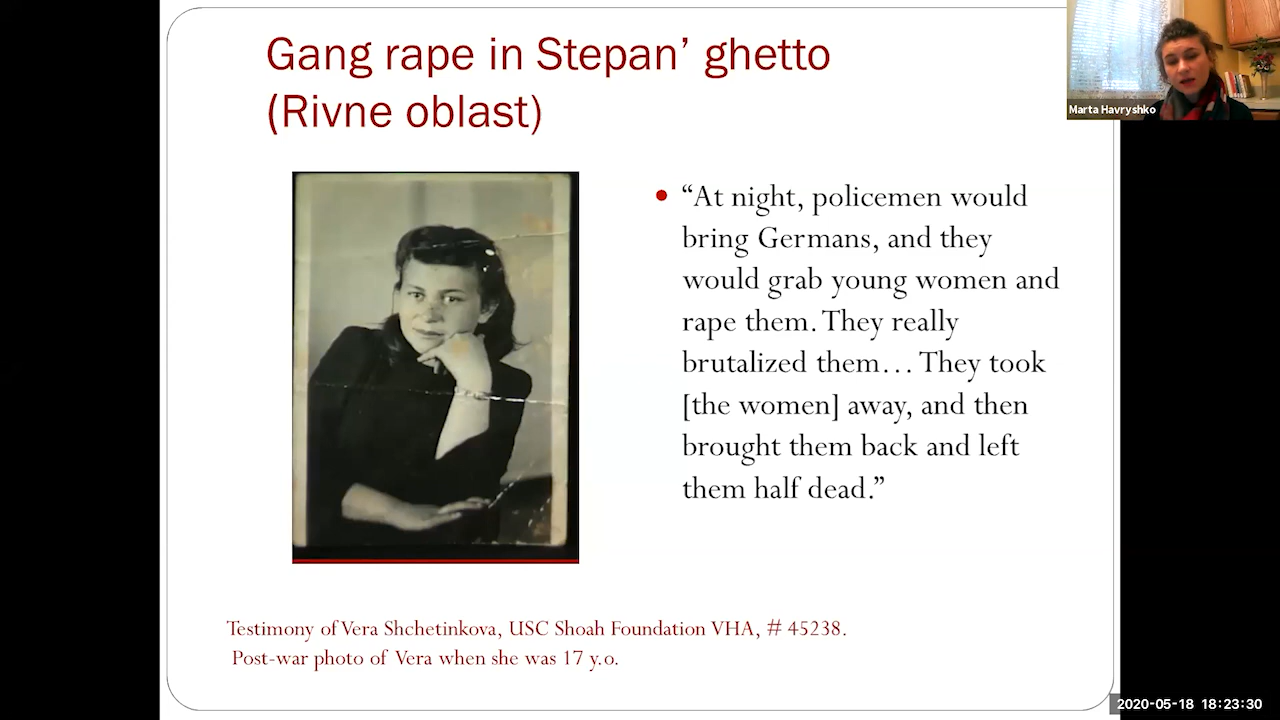 Gang rape in Stepan’ ghetto
(Rivne oblast)
Marta Havryshko
“At night, policemen would
bring Germans, and they
would grab young women and
rape them. They really
brutalized them… They took
[the women] away, and then
brought them back and left
them half dead.”
Testimony of Vera Shchetinkova, USC Shoah Foundation VHA, # 45238.
Post-war photo of Vera when she was 17 y.o.
2020-05-18 18:23:30